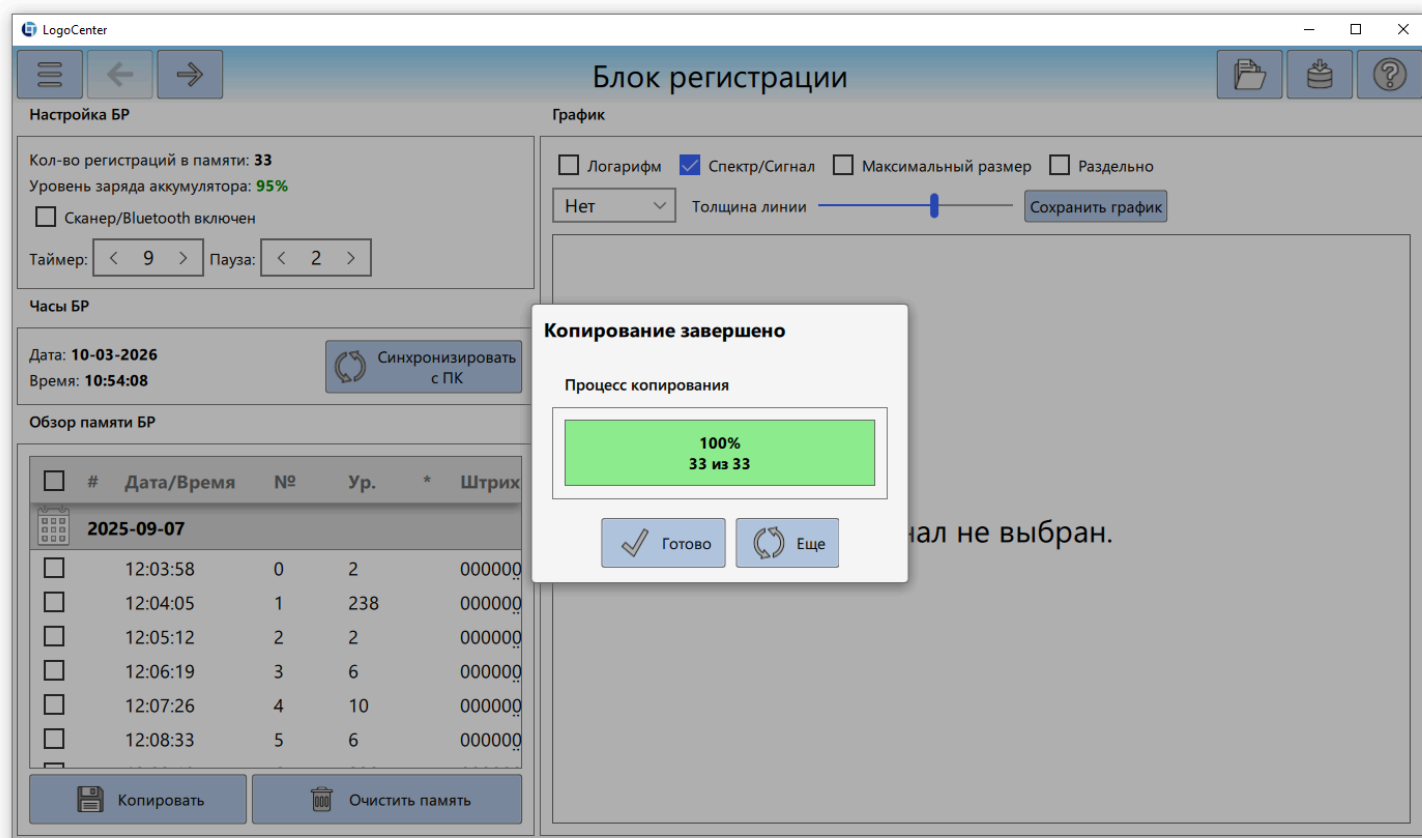 LogoCenter
Блок регистрации
Настройка БР
Кол-во регистраций в памяти: 33
Уровень заряда аккумулятора: 95%
Сканер/Bluetooth включен
Таймер: < 9 > Пауза: < 2 >
Часы БР
Дата: 10-03-2026
Время: 10:54:08
Синхронизировать
с ПК
Обзор памяти БР
# Дата/Время № Ур. * Штрих
2025-09-07
12:03:58 0 2 000000
12:04:05 1 238 000000
12:05:12 2 2 000000
12:06:19 3 6 000000
12:07:26 4 10 000000
12:08:33 5 6 000000
Копировать
Очистить память
График
Логарифм Спектр/Сигнал Максимальный размер Раздельно
Нет Толщина линии Сохранить график
Копирование завершено
Процесс копирования
100%
33 из 33
Готово Еще
не выбран.